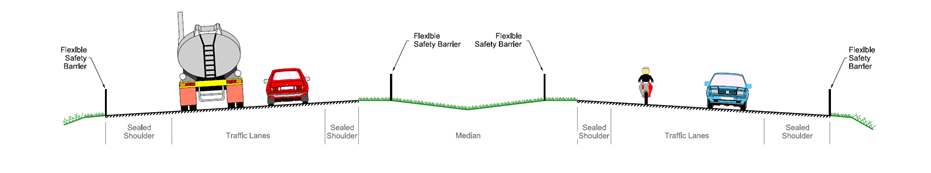 Flexible
Safety Barrier
Flexible
Safety Barrier
Flexible
Safety
Barrier
Flexible
Safety
Barrier
Sealed
Shoulder
Traffic Lanes
Sealed
Shoulder
Median
Sealed
Shoulder
Traffic Lanes
Sealed
Shoulder